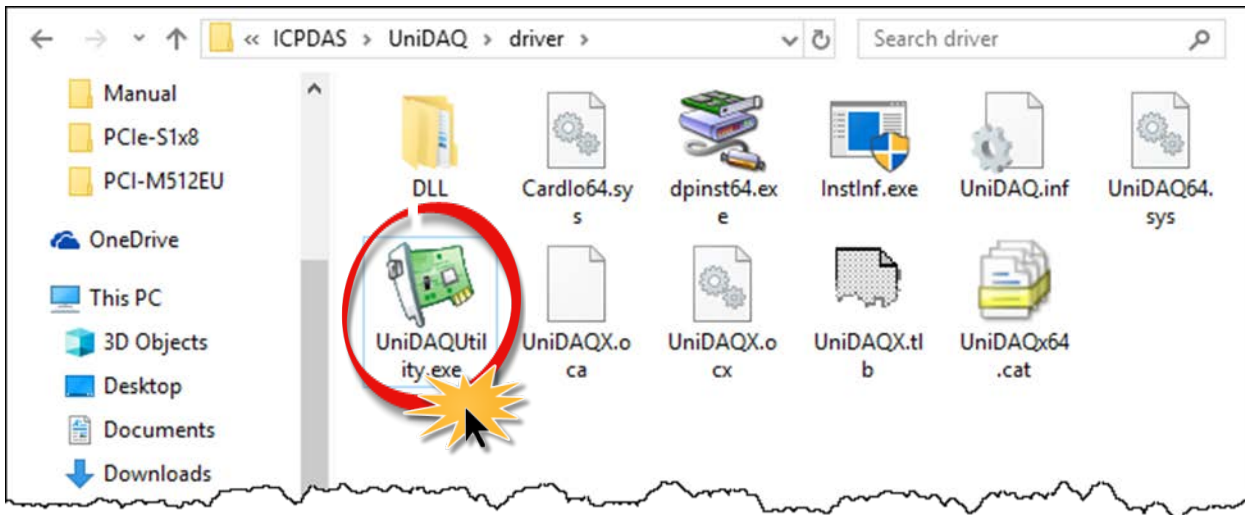 « ICPDAS > UniDAQ > driver >
Search driver
Manual
PCIe-S1x8
PCI-M512EU
OneDrive
This PC
3D Objects
Desktop
Documents
Downloads
DLL
CardIo64.sy
s
dpinst64.ex
e
InstInf.exe
UniDAQ.inf
UniDAQ64.
sys
UniDAQUtil
ity.exe
UniDAQX.o
ca
UniDAQX.o
cx
UniDAQX.tl
b
UniDAQx64
.cat